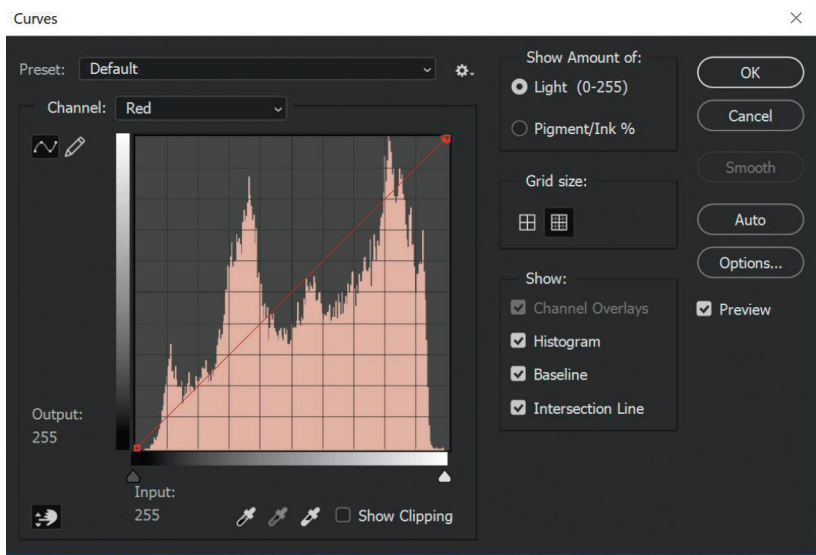 Curves
Preset: Default
Channel: Red
Output:
255
Input:
255
Show Clipping
Show Amount of:
Light (0-255)
Pigment/Ink %
Grid size:
Show:
Channel Overlays
Histogram
Baseline
Intersection Line
OK
Cancel
Smooth
Auto
Options...
Preview